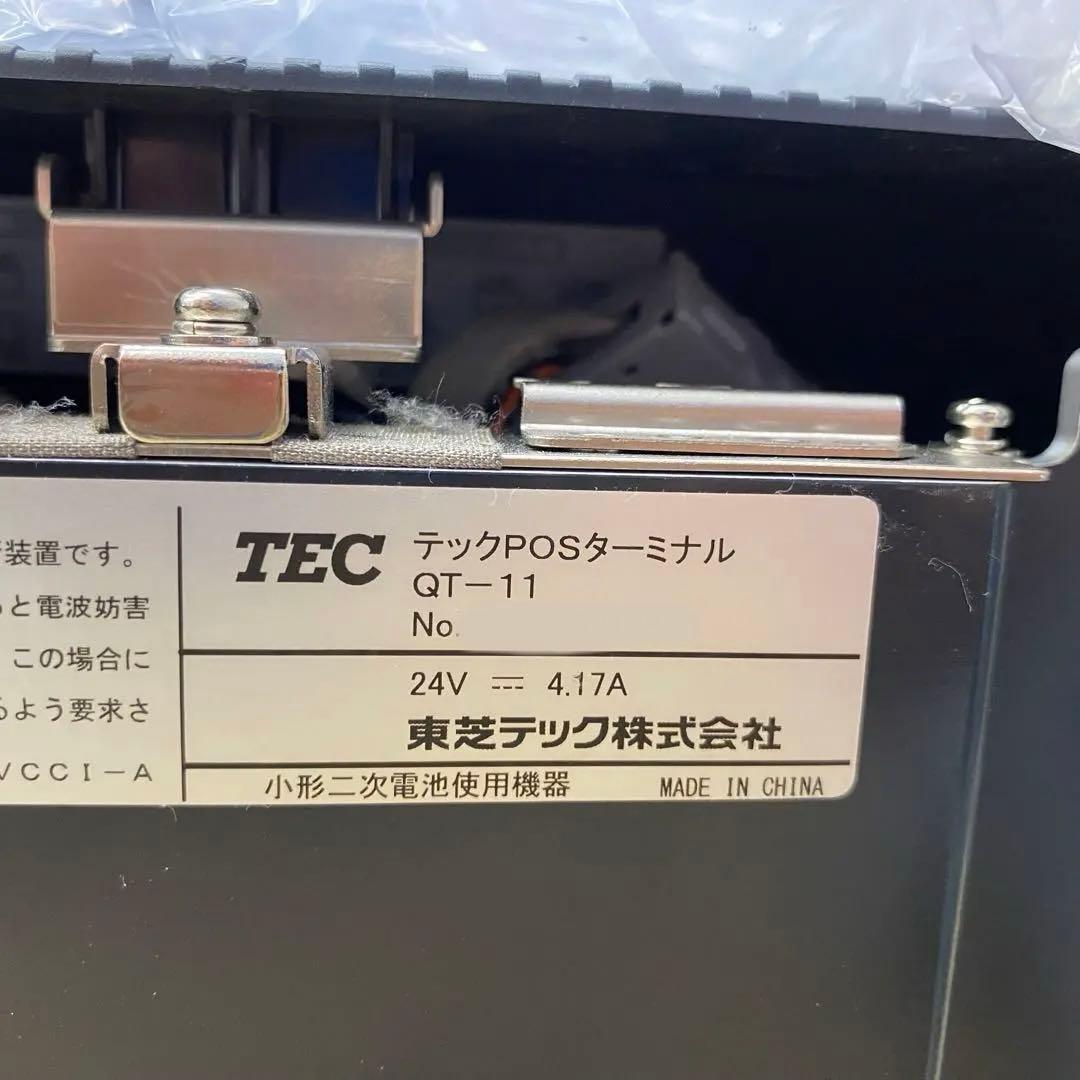 装置です。
と電波妨害
この場合に
るよう要求さ
VCCI-A
TEC テックPOSターミナル
QT-11
No.
24V ⎓ 4.17A
東芝テック株式会社
小形二次電池使用機器 MADE IN CHINA